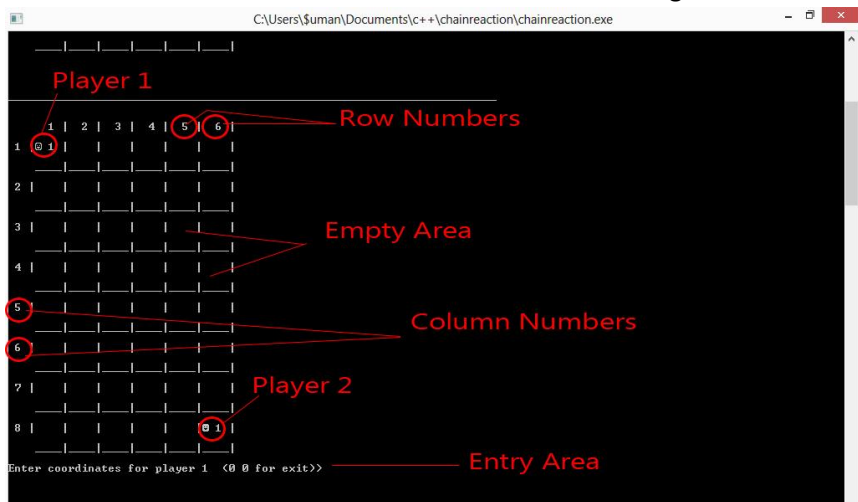 C:\Users\$uman\Documents\c++\chainreaction\chainreaction.exe
Player 1
1 | 2 | 3 | 4 | 5 | 6 |
Row Numbers
1 |☺ 1|
2 |
3 |
Empty Area
4 |
5 |
Column Numbers
6 |
7 |
Player 2
8 | |☻ 1|
Enter coordinates for player 1 (0 0 for exit)>>
Entry Area